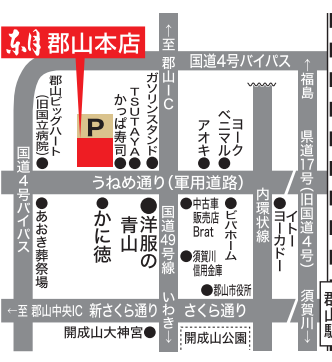 東月 郡山本店
←至郡山IC
国道4号バイパス
←福島
郡山ビッグハート
(旧国立病院)
P
かっぱ寿司
TSUTAYA
ガソリンスタンド
アオキ
ヨーク
ベニマル
県道17号(旧国道4号)
国道4号バイパス
うねめ通り(軍用道路)
あおき葬祭場
かに徳
洋服の
青山
国道49号線
中古車
販売店
Brat
ビバホーム
内環状線
イトー
ヨーカドー
須賀川
信用金庫
郡山市役所
須賀川→
←至 郡山中央IC
新さくら通り
いわき→
さくら通り
開成山大神宮
開成山公園
郡山駅